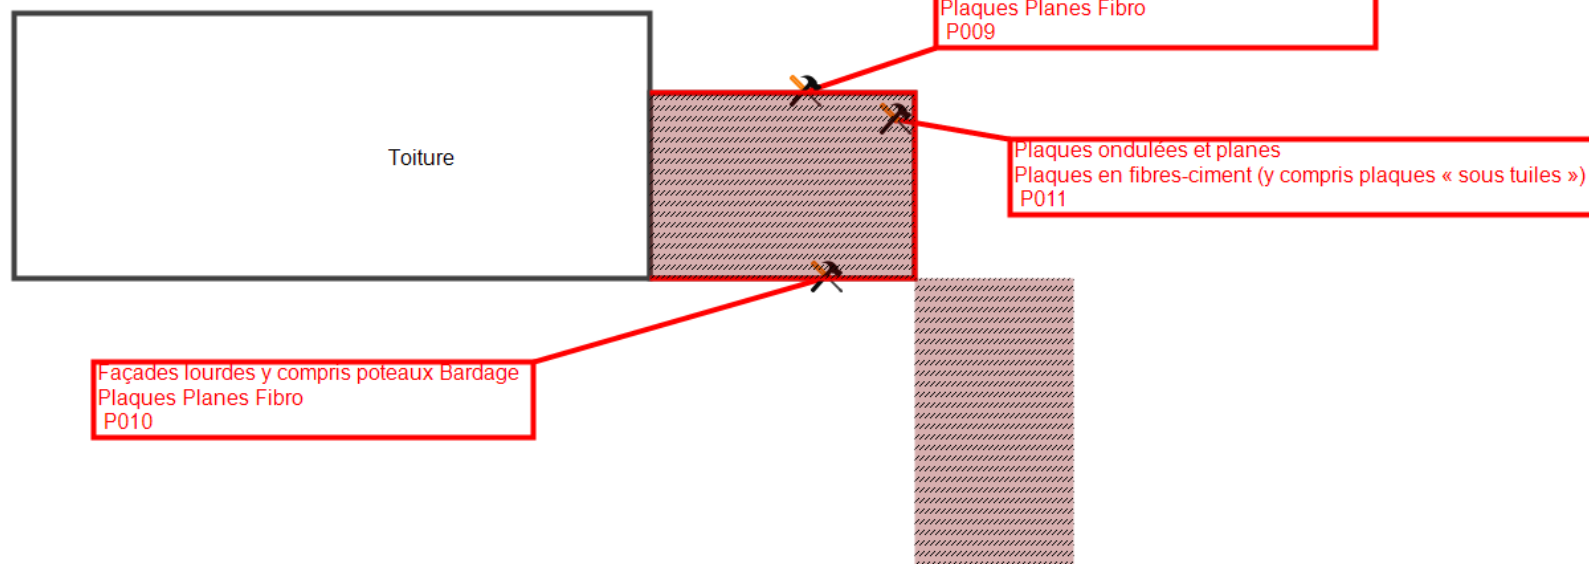 Plaques Planes Fibro
P009
Toiture
Plaques ondulées et planes
Plaques en fibres-ciment (y compris plaques « sous tuiles »)
P011
Façades lourdes y compris poteaux Bardage
Plaques Planes Fibro
P010